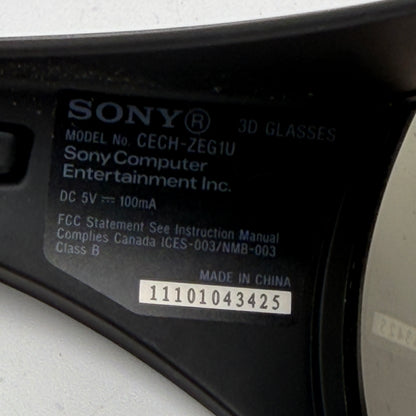 SONY® 3D GLASSES
MODEL No. CECH-ZEG1U
Sony Computer
Entertainment Inc.
DC 5V ⎓ 100mA
FCC Statement See Instruction Manual
Complies Canada ICES-003/NMB-003
Class B
MADE IN CHINA
11101043425